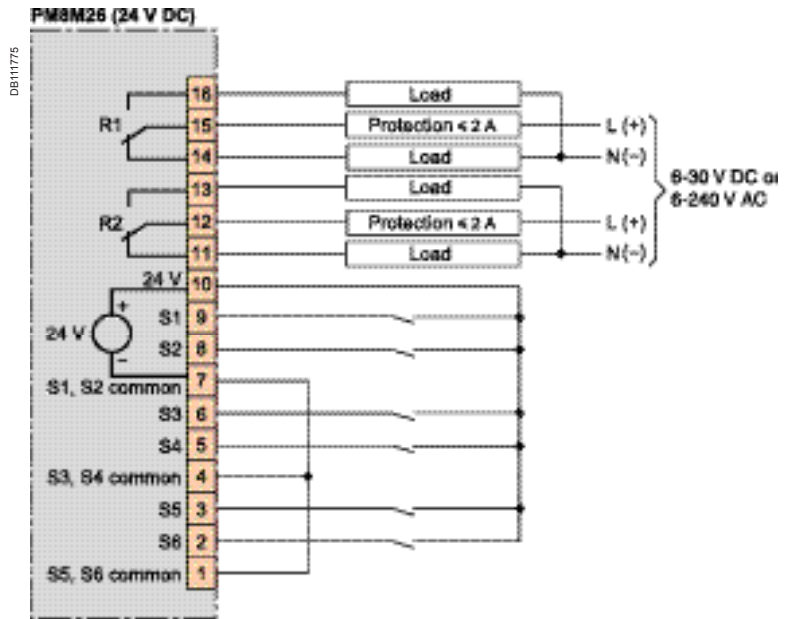 PM8M26 (24 V DC)
DB111775
16 Load
R1 15 Protection ≤ 2 A L (+)
14 Load N (−)
13 Load
6-30 V DC or
6-240 V AC
R2 12 Protection ≤ 2 A L (+)
11 Load N (−)
24 V 10
+
S1 9
24 V
S2 8
−
S1, S2 common 7
S3 6
S4 5
S3, S4 common 4
S5 3
S6 2
S5, S6 common 1